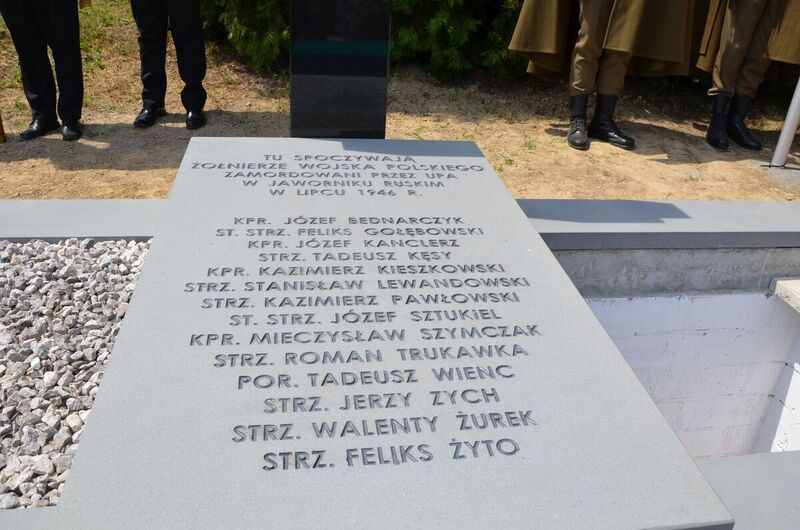 TU SPOCZYWAJĄ
ŻOŁNIERZE WOJSKA POLSKIEGO
ZAMORDOWANI PRZEZ UPA
W JAWORNIKU RUSKIM
W LIPCU 1946 R.
KPR. JÓZEF BEDNARCZYK
ST. STRZ. FELIKS GOŁĘBOWSKI
KPR. JÓZEF KANCLERZ
STRZ. TADEUSZ KĘSY
KPR. KAZIMIERZ KIESZKOWSKI
STRZ. STANISŁAW LEWANDOWSKI
STRZ. KAZIMIERZ PAWŁOWSKI
ST. STRZ. JÓZEF SZTUKIEL
KPR. MIECZYSŁAW SZYMCZAK
STRZ. ROMAN TRUKAWKA
POR. TADEUSZ WIENC
STRZ. JERZY ZYCH
STRZ. WALENTY ŻUREK
STRZ. FELIKS ŻYTO